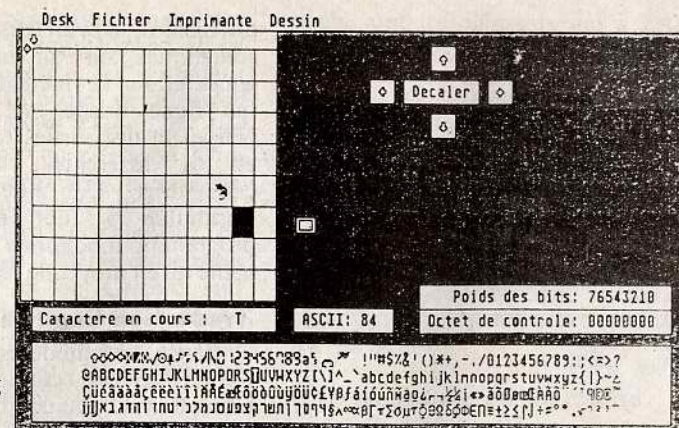 Desk Fichier Imprimante Dessin
Decaler
Poids des bits: 76543210
Catactere en cours : T
ASCII: 84
Octet de controle: 00000000
!"#$%&'()*+,-./0123456789:;<=>?
@ABCDEFGHIJKLMNOPQRSTUVWXYZ[\]^_`abcdefghijklmnopqrstuvwxyz{|}~